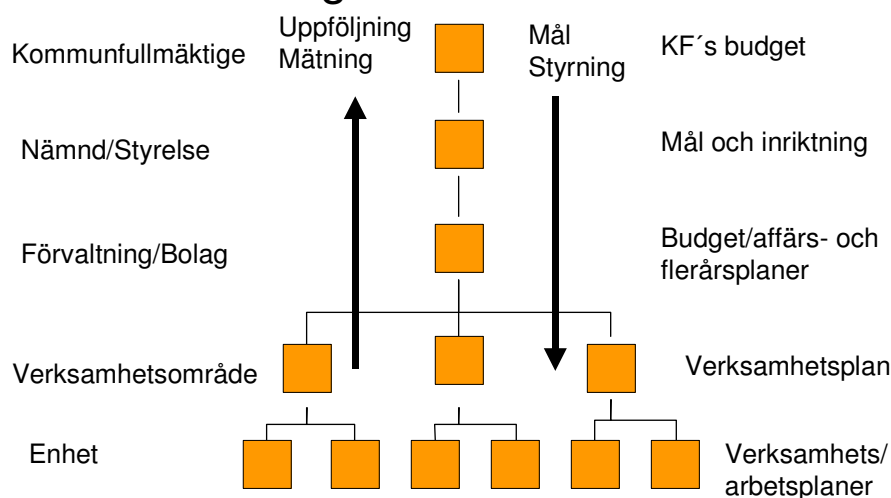 Kommunfullmäktige
Uppföljning
Mätning
Mål
Styrning
KF´s budget
Nämnd/Styrelse
Mål och inriktning
Förvaltning/Bolag
Budget/affärs- och
flerårsplaner
Verksamhetsområde
Verksamhetsplan
Enhet
Verksamhets/
arbetsplaner